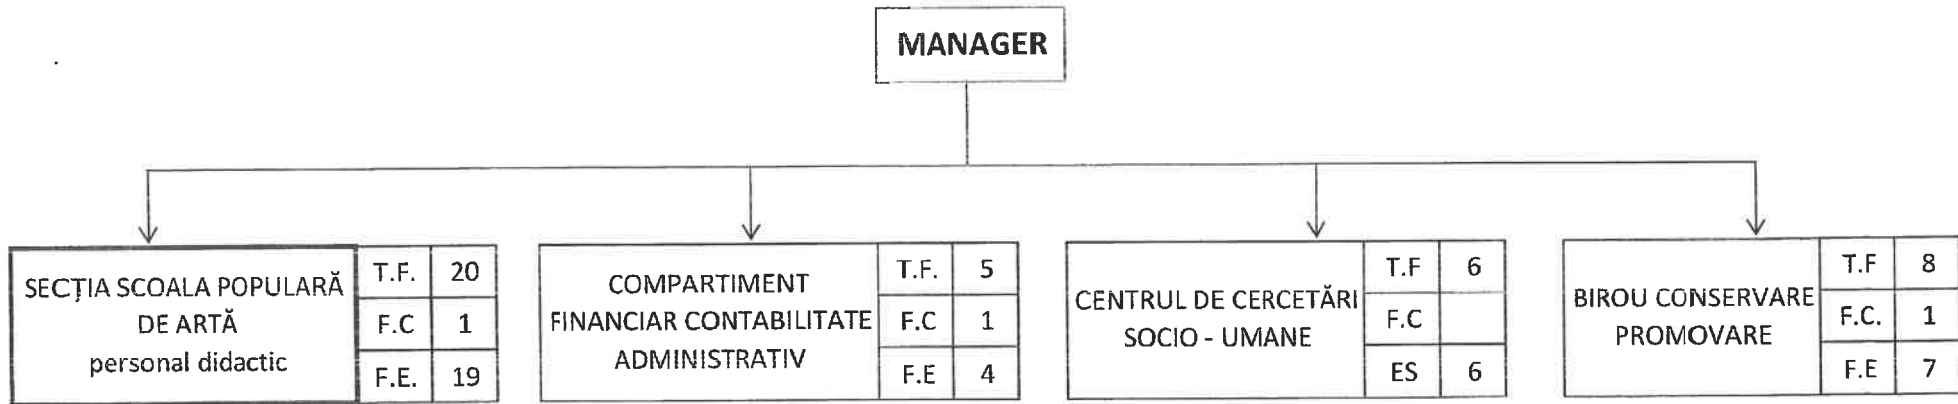 MANAGER
SECȚIA SCOALA POPULARĂ
DE ARTĂ
personal didactic
T.F. 20
F.C 1
F.E. 19
COMPARTIMENT
FINANCIAR CONTABILITATE
ADMINISTRATIV
T.F. 5
F.C 1
F.E 4
CENTRUL DE CERCETĂRI
SOCIO - UMANE
T.F 6
F.C
ES 6
BIROU CONSERVARE
PROMOVARE
T.F 8
F.C. 1
F.E 7